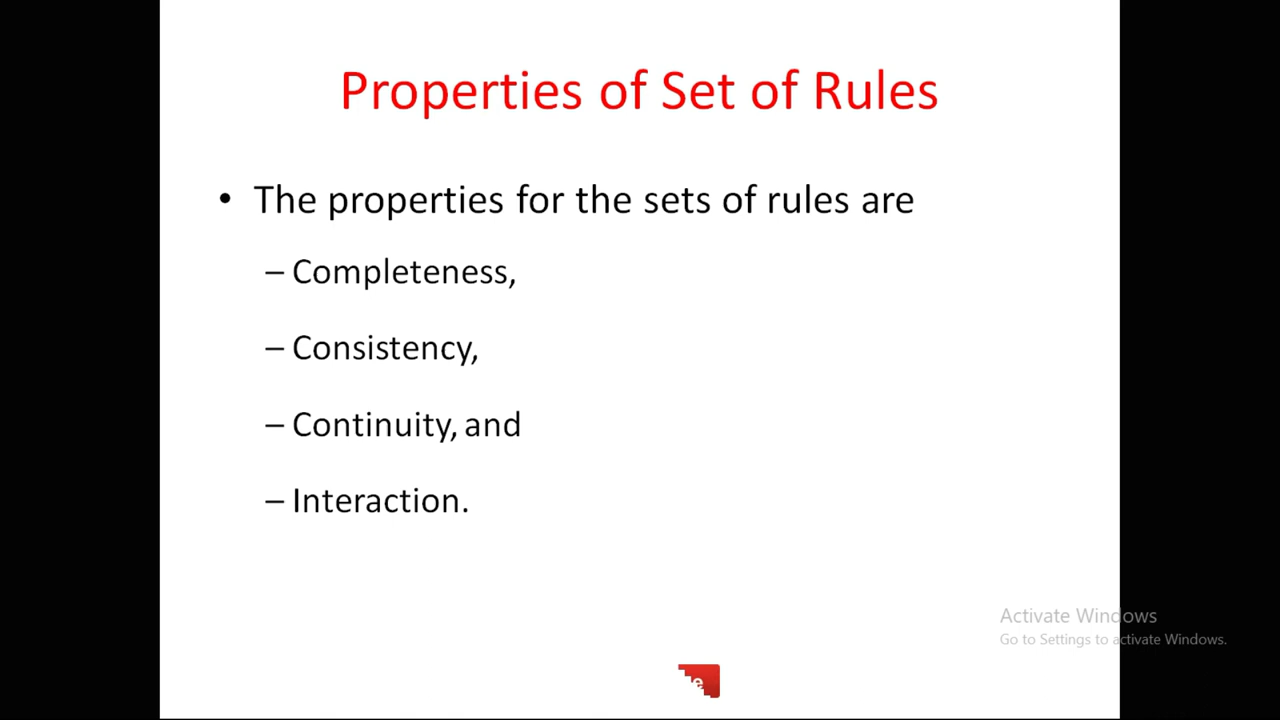 Properties of Set of Rules
• The properties for the sets of rules are
– Completeness,
– Consistency,
– Continuity, and
– Interaction.
Activate Windows
Go to Settings to activate Windows.